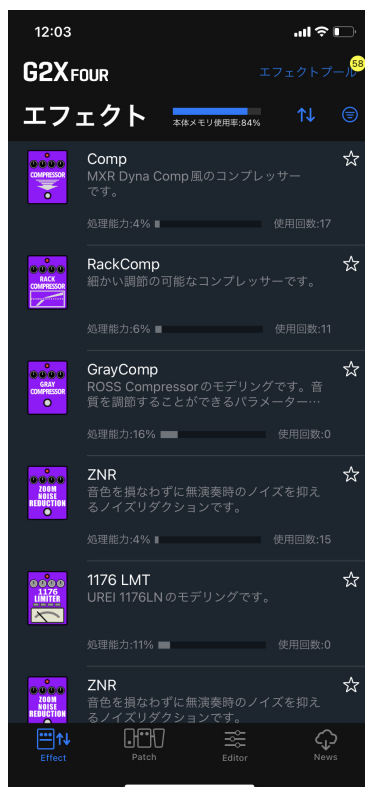 12:03
G2X FOUR
エフェクトプール
58
エフェクト
本体メモリ使用率:84%
COMPRESSOR
Comp
MXR Dyna Comp風のコンプレッサー
です。
処理能力:4%
使用回数:17
RACK
COMPRESSOR
RackComp
細かい調節の可能なコンプレッサーです。
処理能力:6%
使用回数:11
GRAY
COMPRESSOR
GrayComp
ROSS Compressorのモデリングです。音
質を調節することができるパラメーター…
処理能力:16%
使用回数:0
ZOOM
NOISE
REDUCTION
ZNR
音色を損なわずに無演奏時のノイズを抑え
るノイズリダクションです。
処理能力:4%
使用回数:15
1176
LIMITER
1176 LMT
UREI 1176LNのモデリングです。
処理能力:11%
使用回数:0
ZOOM
NOISE
REDUCTION
ZNR
音色を損なわずに無演奏時のノイズを抑え
るノイズリダクションです。
Effect
Patch
Editor
News